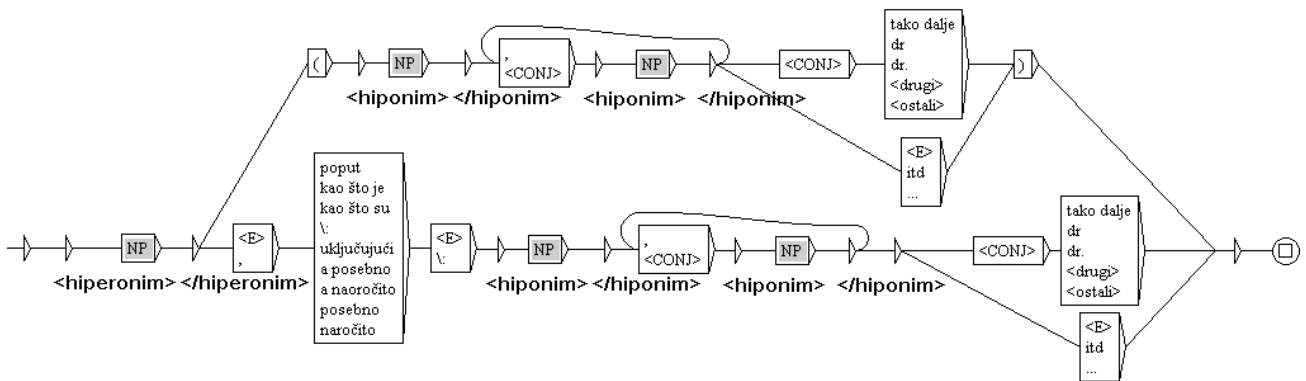 (
NP
,
<CONJ>
NP
<CONJ>
tako dalje
dr
dr.
<drugi>
<ostali>
)
<hiponim>
</hiponim>
<hiponim>
</hiponim>
<E>
itd
...
NP
<E>
,
poput
kao što je
kao što su
\:
uključujući
a posebno
a naoročito
posebno
naročito
<E>
\:
NP
,
<CONJ>
NP
<CONJ>
tako dalje
dr
dr.
<drugi>
<ostali>
<hiperonim>
</hiperonim>
<hiponim>
</hiponim>
<hiponim>
</hiponim>
<E>
itd
...